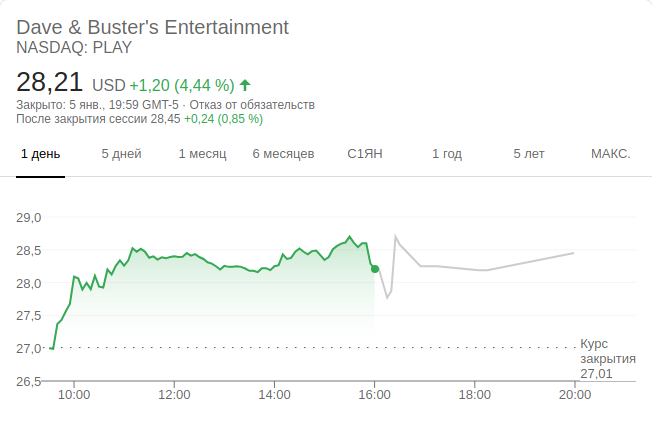 Dave & Buster's Entertainment
NASDAQ: PLAY
28,21 USD +1,20 (4,44 %)
Закрыто: 5 янв., 19:59 GMT-5 · Отказ от обязательств
После закрытия сессии 28,45 +0,24 (0,85 %)
1 день 5 дней 1 месяц 6 месяцев С1ЯН 1 год 5 лет МАКС.
29,0
28,5
28,0
27,5
27,0
Курс
закрытия
27,01
26,5
10:00 12:00 14:00 16:00 18:00 20:00